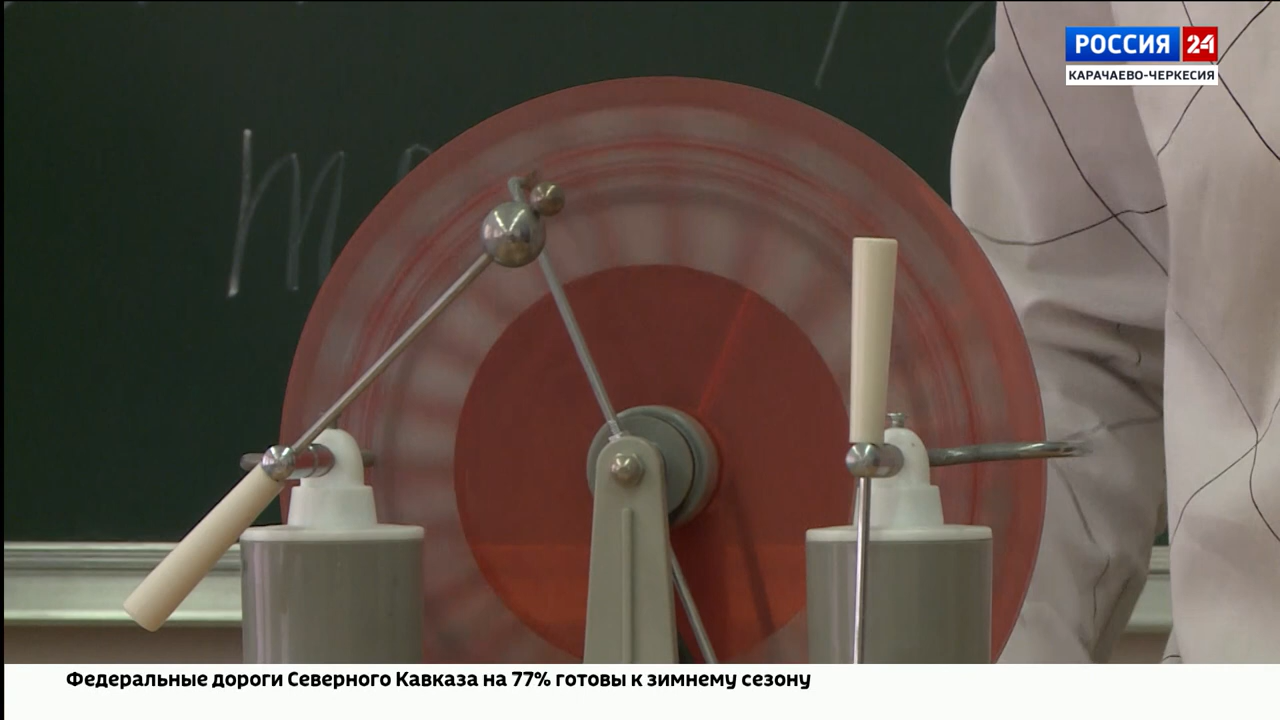 РОССИЯ 24
КАРАЧАЕВО-ЧЕРКЕСИЯ
Федеральные дороги Северного Кавказа на 77% готовы к зимнему сезону